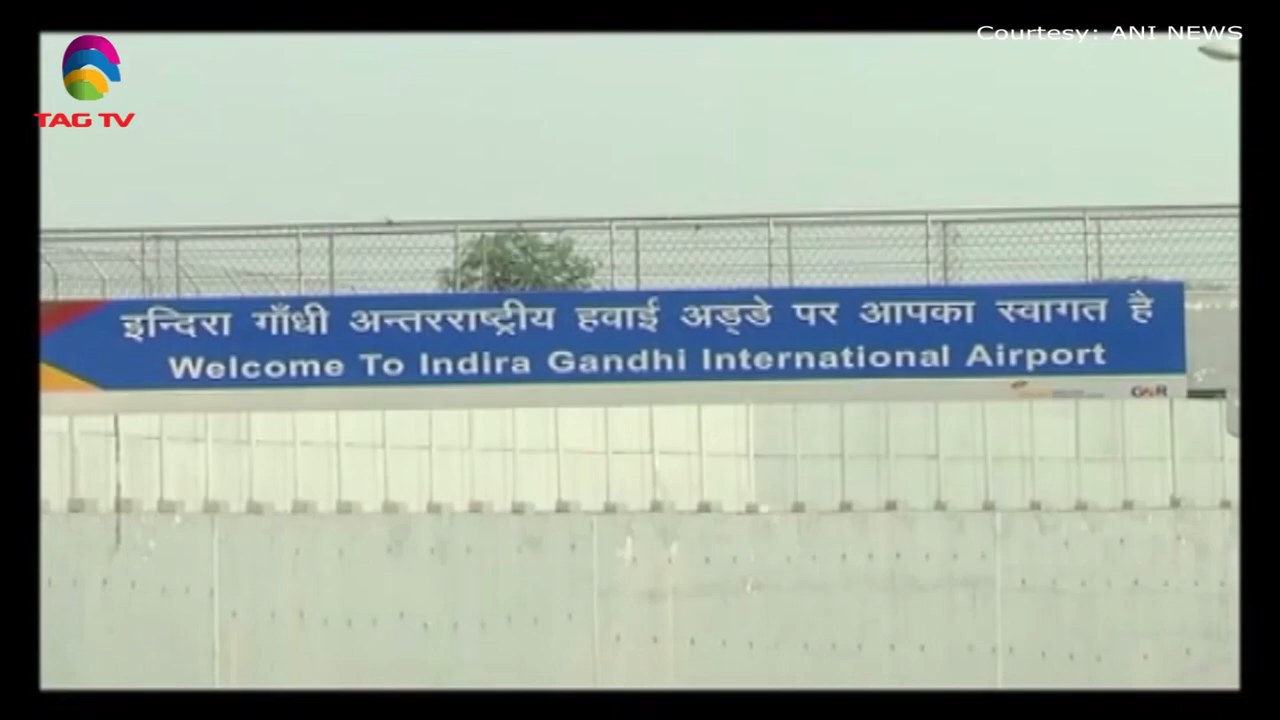 Courtesy: ANI NEWS
TAG TV
इन्दिरा गाँधी अन्तरराष्ट्रीय हवाई अड्डे पर आपका स्वागत है
Welcome To Indira Gandhi International Airport
GMR